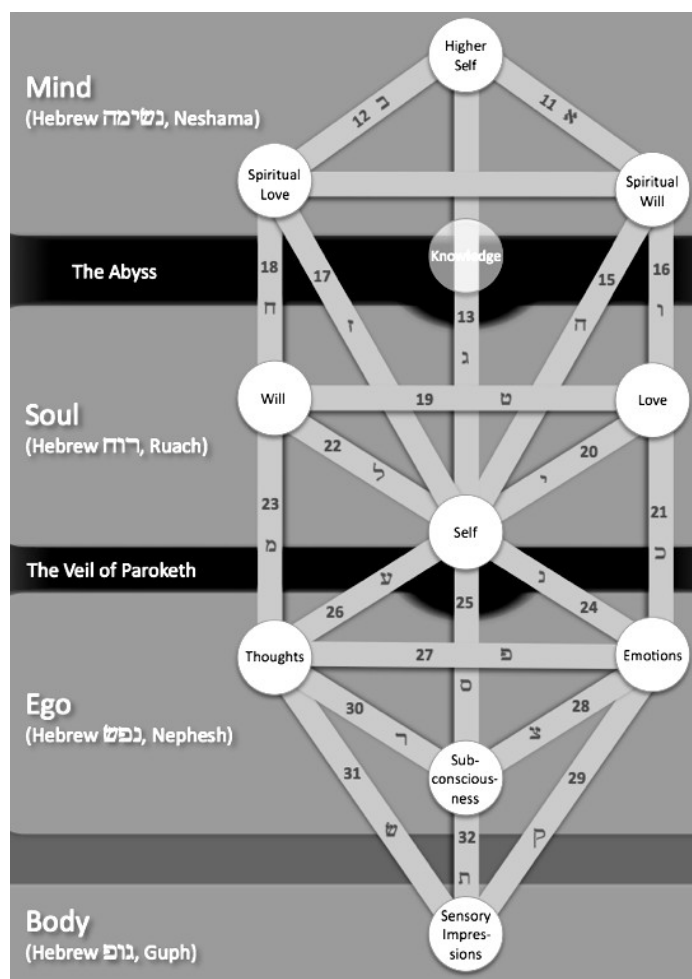 Higher
Self
Mind
(Hebrew נשימה, Neshama)
12 ב
11 א
Spiritual
Love
Spiritual
Will
The Abyss
Knowledge
18
17
13
15
16
ח
ז
ג
ה
ו
Will
19 ט
Love
Soul
(Hebrew רוח, Ruach)
22 ל
20 י
23
21
מ
כ
Self
The Veil of Paroketh
26 ע
25
24 נ
Thoughts
27 פ
Emotions
Ego
(Hebrew נפש, Nephesh)
ס
30 ר
28 צ
31
29
Sub-
conscious-
ness
32
ש
ק
ת
Body
(Hebrew גופ, Guph)
Sensory
Impres-
sions